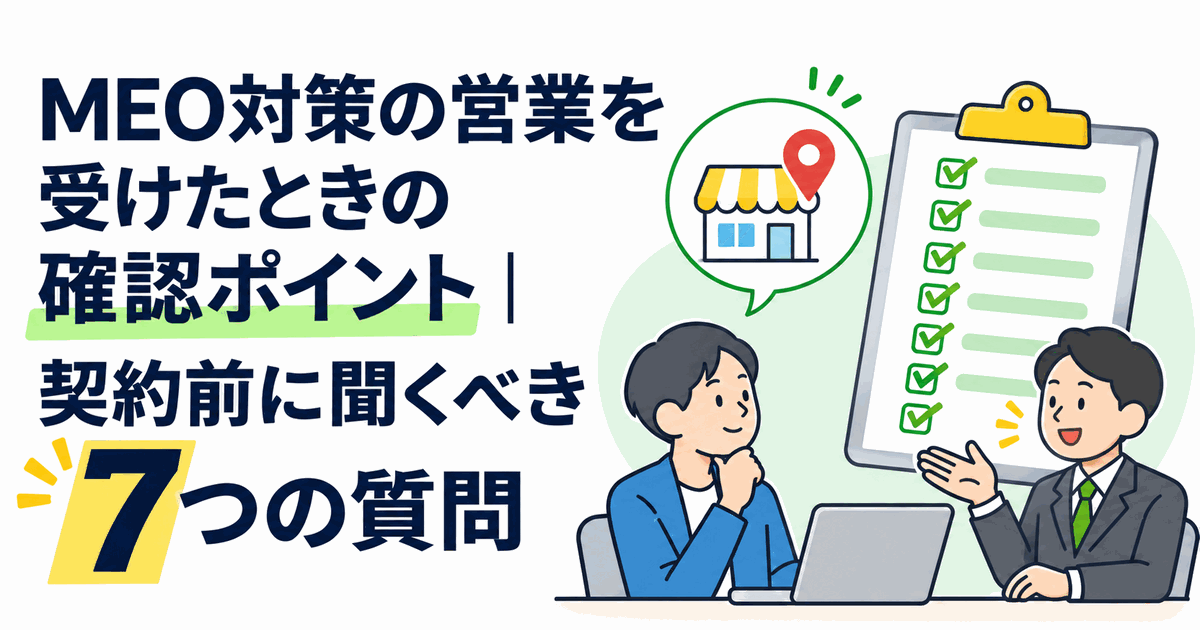 MEO対策の営業を
受けたときの
確認ポイント｜
契約前に聞くべき
7つの質問